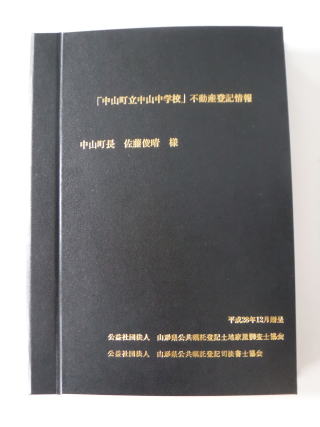 「中山町立中山中学校」不動産登記情報
中山町長 佐藤俊晴 様
平成26年12月贈呈
公益社団法人 山形県公共嘱託登記土地家屋調査士協会
公益社団法人 山形県公共嘱託登記司法書士協会